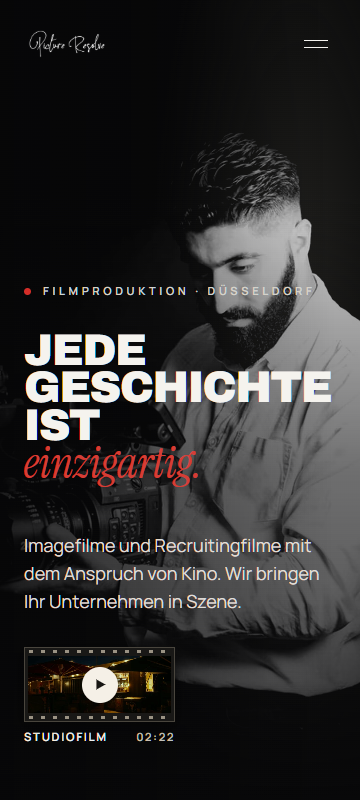 Picture Resolve
FILMPRODUKTION · DÜSSELDORF
JEDE
GESCHICHTE
IST
einzigartig.
Imagefilme und Recruitingfilme mit
dem Anspruch von Kino. Wir bringen
Ihr Unternehmen in Szene.
STUDIOFILM 02:22